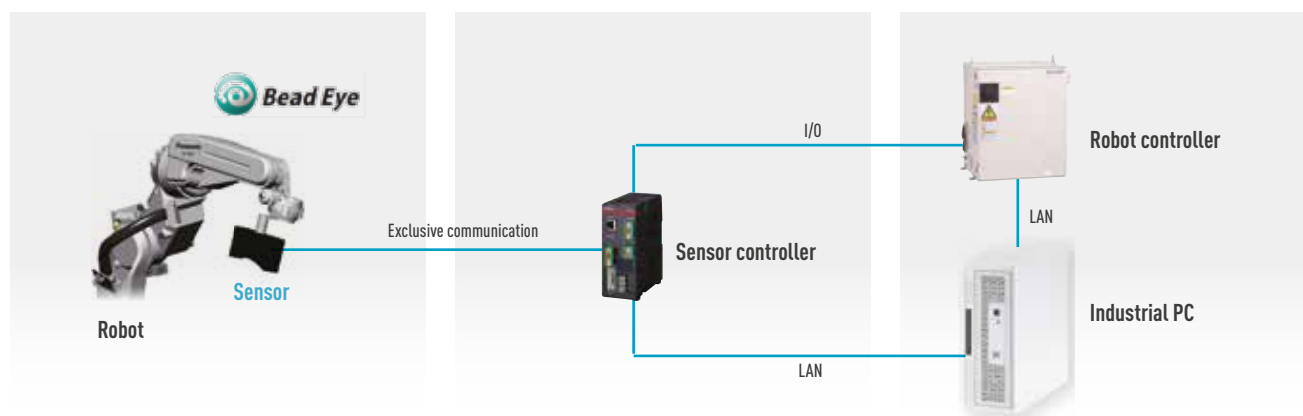 Bead Eye
I/O
Robot controller
Exclusive communication
Sensor controller
LAN
Sensor
Industrial PC
Robot
LAN